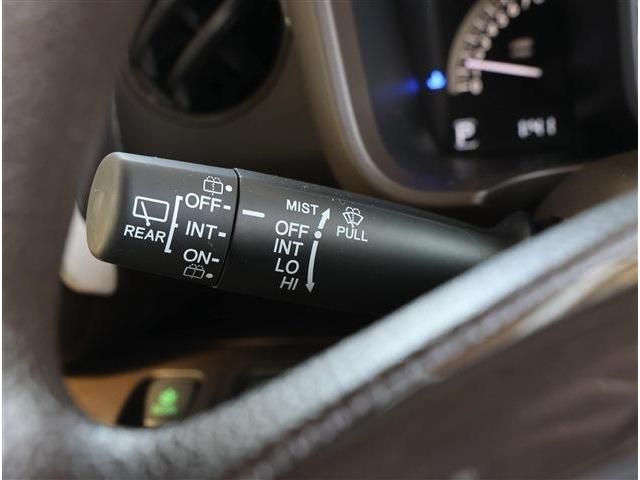 REAR
OFF
INT
ON
MIST
OFF
INT
LO
HI
PULL
P